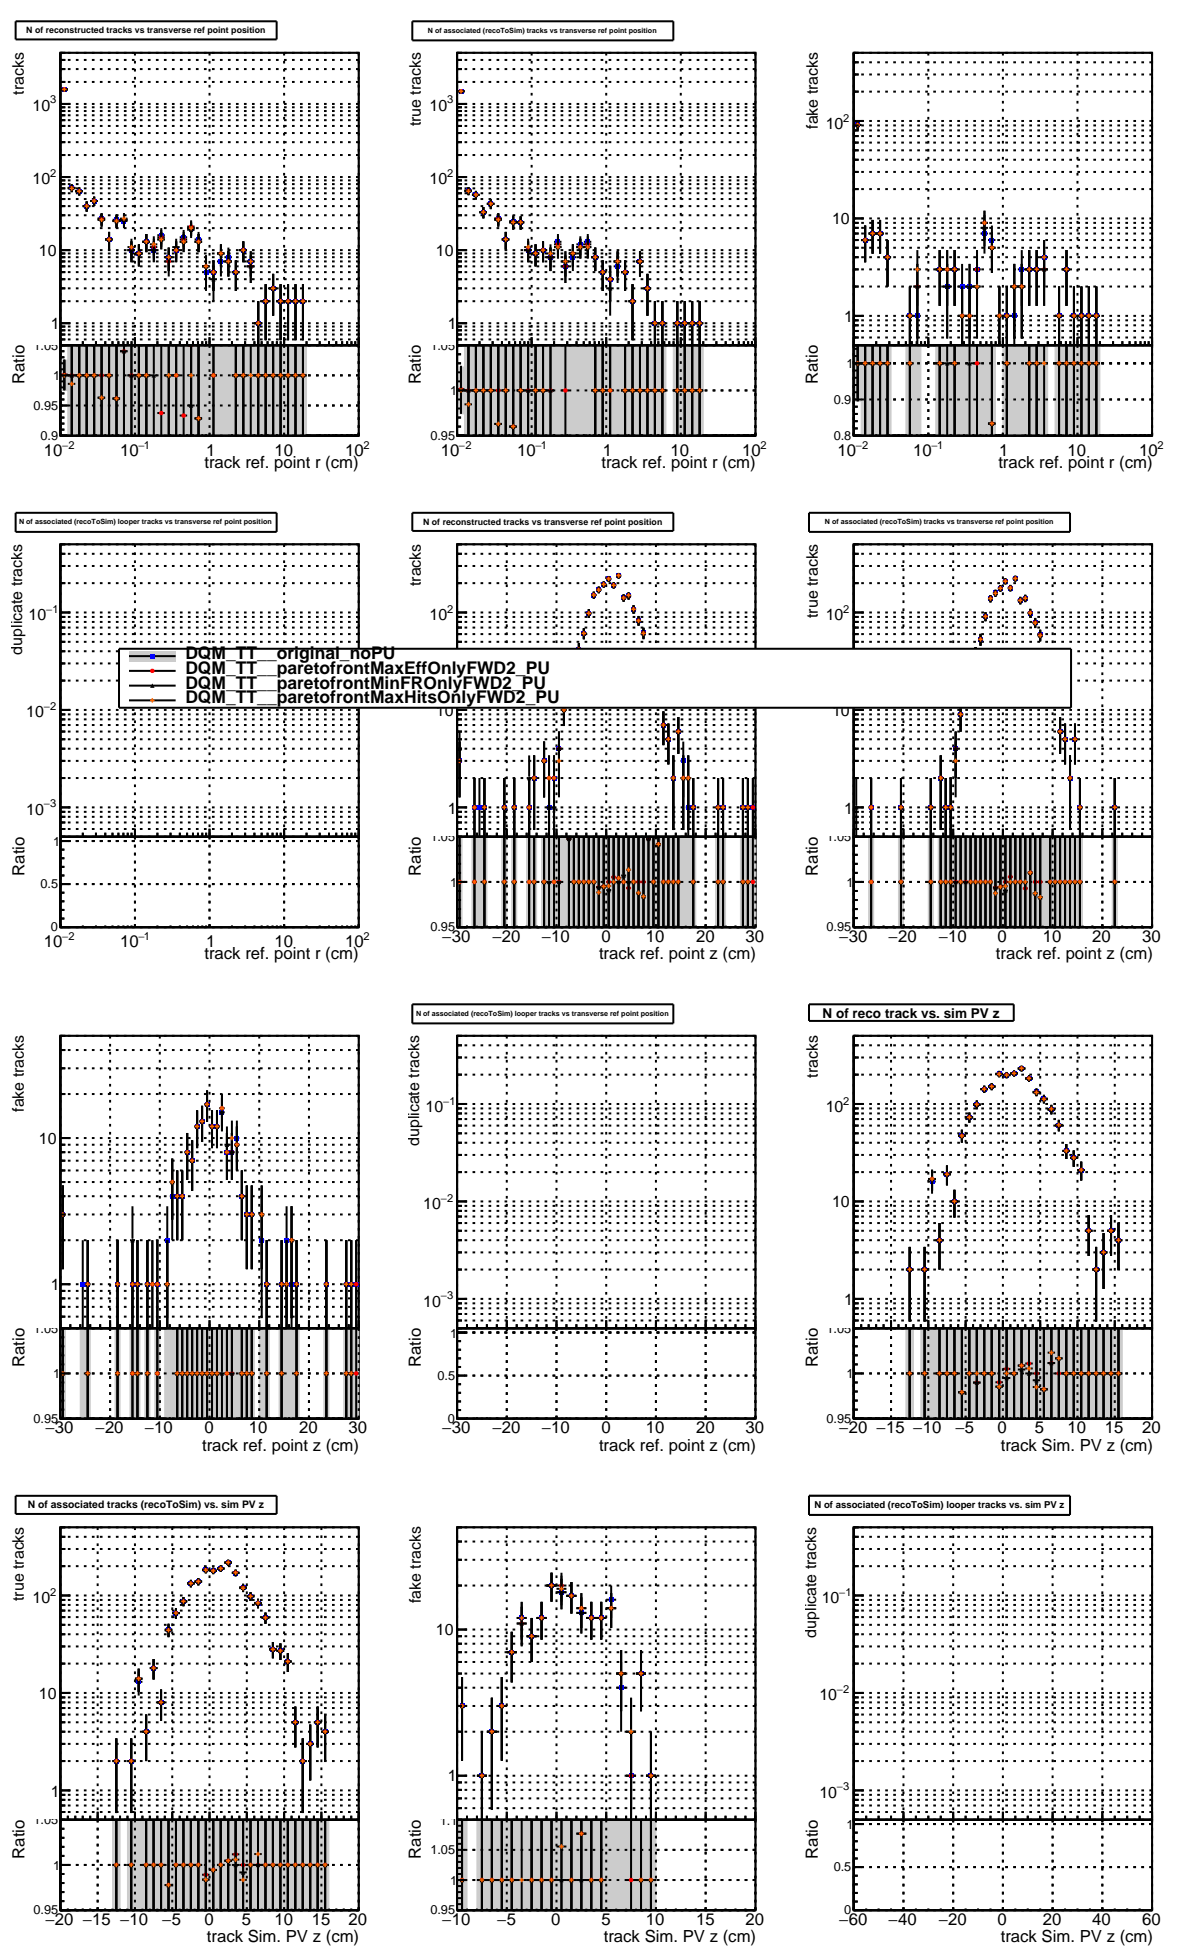 N of reconstructed tracks vs transverse ref point position
N of associated (recoToSim) tracks vs transverse ref point position
tracks
10³
10²
10
1
Ratio
1.05
1
0.95
0.9
10⁻² 10⁻¹ 1 10 10²
track ref. point r (cm)
true tracks
10³
10²
10
1
Ratio
1.05
1
0.95
10⁻² 10⁻¹ 1 10 10²
track ref. point r (cm)
fake tracks
10²
10
1
Ratio
1
0.9
0.8
10⁻² 10⁻¹ 1 10 10²
track ref. point r (cm)
N of associated (recoToSim) looper tracks vs transverse ref point position
N of reconstructed tracks vs transverse ref point position
N of associated (recoToSim) tracks vs transverse ref point position
duplicate tracks
10⁻¹
10⁻²
10⁻³
Ratio
1
0.5
0
10⁻² 10⁻¹ 1 10 10²
track ref. point r (cm)
tracks
10²
10
1
Ratio
1.05
1
0.95
−30 −20 −10 0 10 20 30
track ref. point z (cm)
true tracks
10²
10
1
Ratio
1.05
1
0.95
−30 −20 −10 0 10 20 30
track ref. point z (cm)
DQM_TT__original_noPU
DQM_TT__paretofrontMaxEffOnlyFWD2_PU
DQM_TT__paretofrontMinFROnlyFWD2_PU
DQM_TT__paretofrontMaxHitsOnlyFWD2_PU
N of associated (recoToSim) looper tracks vs transverse ref point position
N of reco track vs. sim PV z
fake tracks
10
1
Ratio
1.05
1
0.95
−30 −20 −10 0 10 20 30
track ref. point z (cm)
duplicate tracks
10⁻¹
10⁻²
10⁻³
Ratio
1
0.5
0
−30 −20 −10 0 10 20 30
track ref. point z (cm)
tracks
10²
10
1
Ratio
1.05
1
0.95
−20 −15 −10 −5 0 5 10 15 20
track Sim. PV z (cm)
N of associated tracks (recoToSim) vs. sim PV z
N of associated (recoToSim) looper tracks vs. sim PV z
true tracks
10²
10
1
Ratio
1.05
1
0.95
−20 −15 −10 −5 0 5 10 15 20
track Sim. PV z (cm)
fake tracks
10
1
Ratio
1.1
1.05
1
0.95
−10 −5 0 5 10 15 20
track Sim. PV z (cm)
duplicate tracks
10⁻¹
10⁻²
10⁻³
Ratio
1
0.5
0
−60 −40 −20 0 20 40 60
track Sim. PV z (cm)